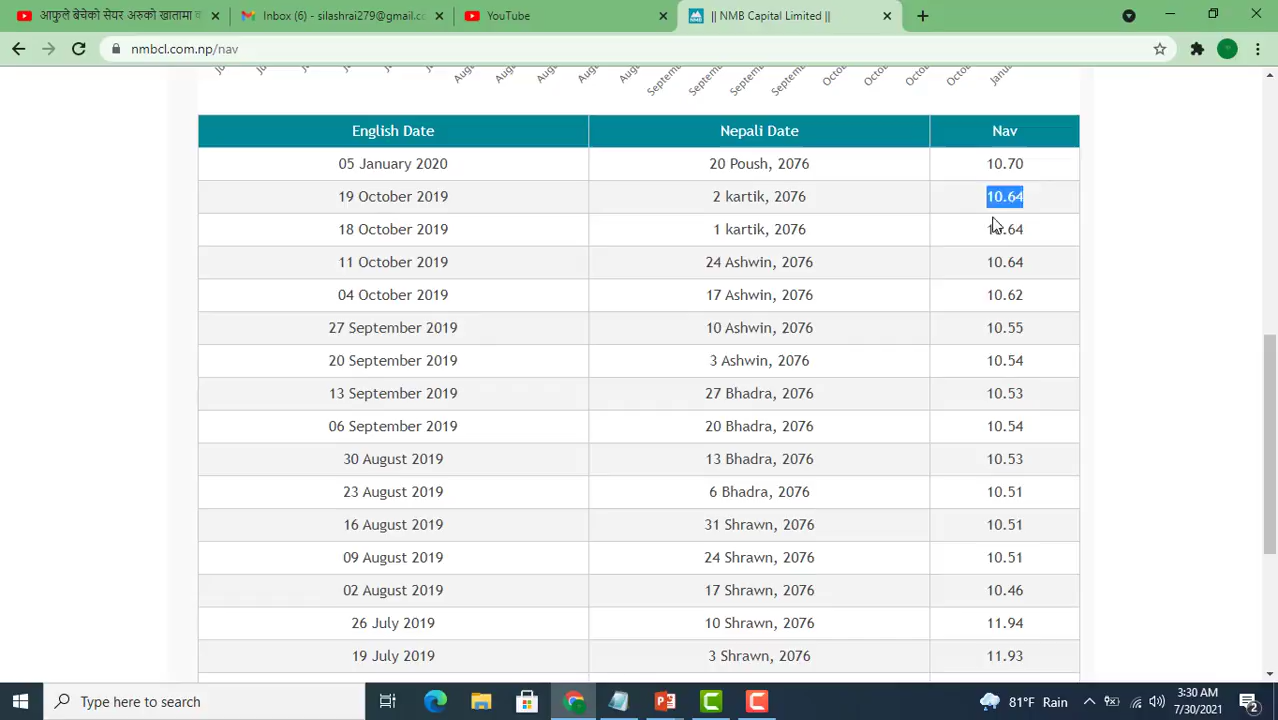 आफुले बेचेको सेयर अरुको खातामा व
Inbox (6) - silashrai279@gmail.co
YouTube
|| NMB Capital Limited ||
nmbcl.com.np/nav
English Date Nepali Date Nav
05 January 2020 20 Poush, 2076 10.70
19 October 2019 2 kartik, 2076 10.64
18 October 2019 1 kartik, 2076 10.64
11 October 2019 24 Ashwin, 2076 10.64
04 October 2019 17 Ashwin, 2076 10.62
27 September 2019 10 Ashwin, 2076 10.55
20 September 2019 3 Ashwin, 2076 10.54
13 September 2019 27 Bhadra, 2076 10.53
06 September 2019 20 Bhadra, 2076 10.54
30 August 2019 13 Bhadra, 2076 10.53
23 August 2019 6 Bhadra, 2076 10.51
16 August 2019 31 Shrawn, 2076 10.51
09 August 2019 24 Shrawn, 2076 10.51
02 August 2019 17 Shrawn, 2076 10.46
26 July 2019 10 Shrawn, 2076 11.94
19 July 2019 3 Shrawn, 2076 11.93
Type here to search
81°F Rain
3:30 AM
7/30/2021
2